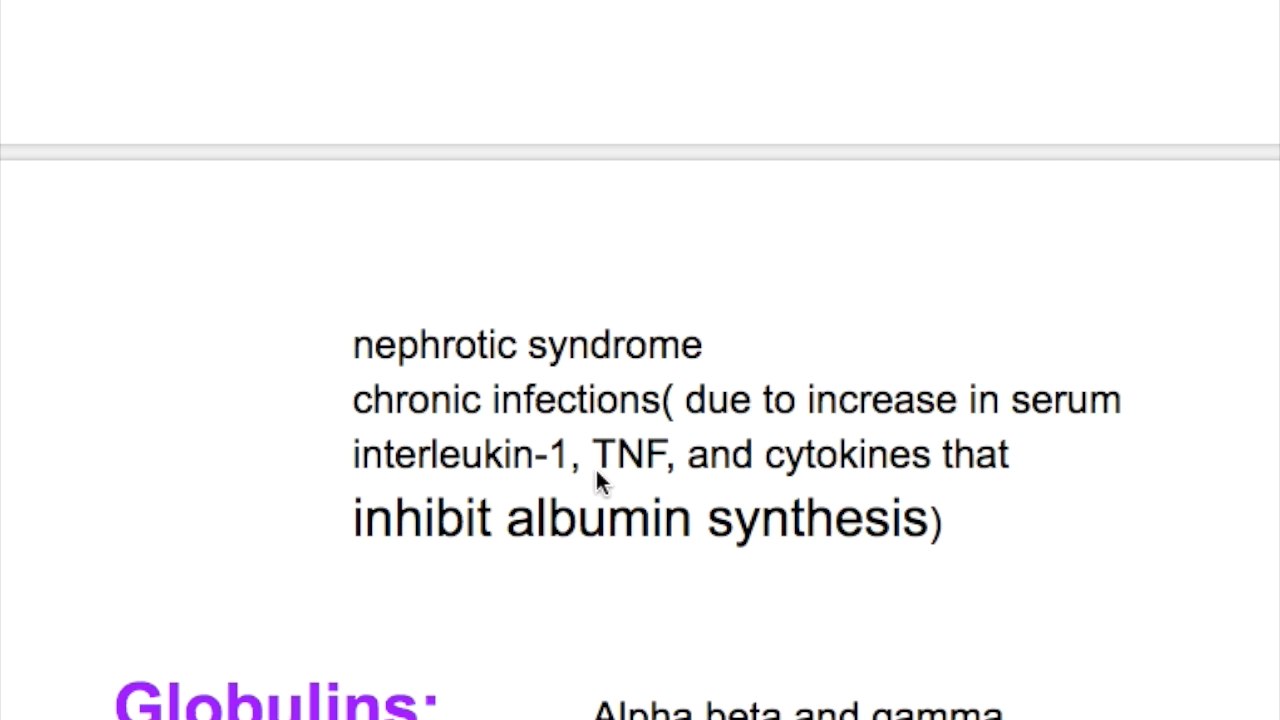 nephrotic syndrome
chronic infections( due to increase in serum
interleukin-1, TNF, and cytokines that
inhibit albumin synthesis)
Globulins: Alpha beta and gamma